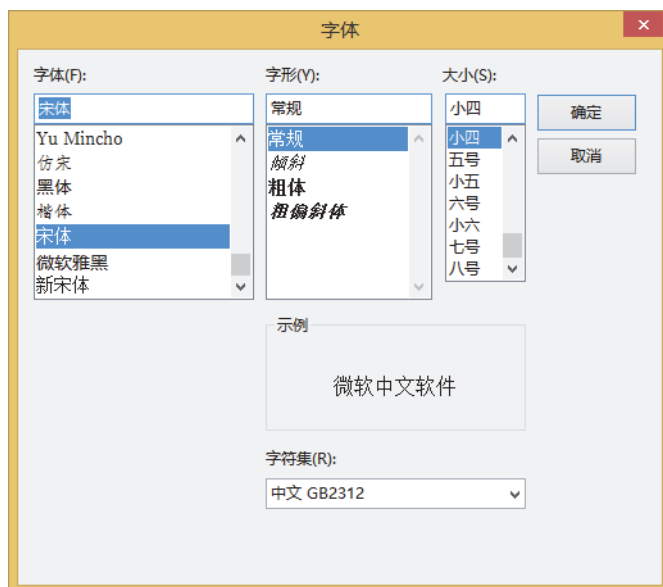 字体
字体(F):
宋体
Yu Mincho
仿宋
黑体
楷体
宋体
微软雅黑
新宋体
字形(Y):
常规
常规
倾斜
粗体
粗偏斜体
大小(S):
小四
小四
五号
小五
六号
小六
七号
八号
确定
取消
示例
微软中文软件
字符集(R):
中文 GB2312